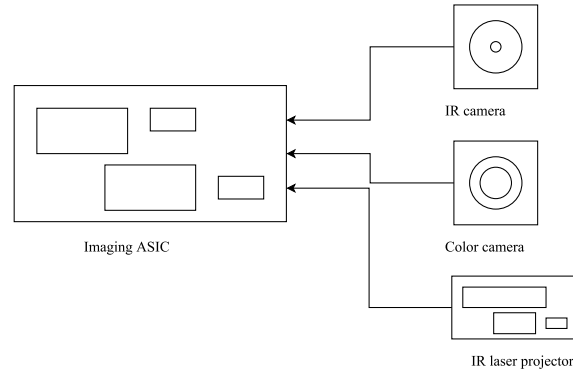 IR camera
Imaging ASIC
Color camera
IR laser projector